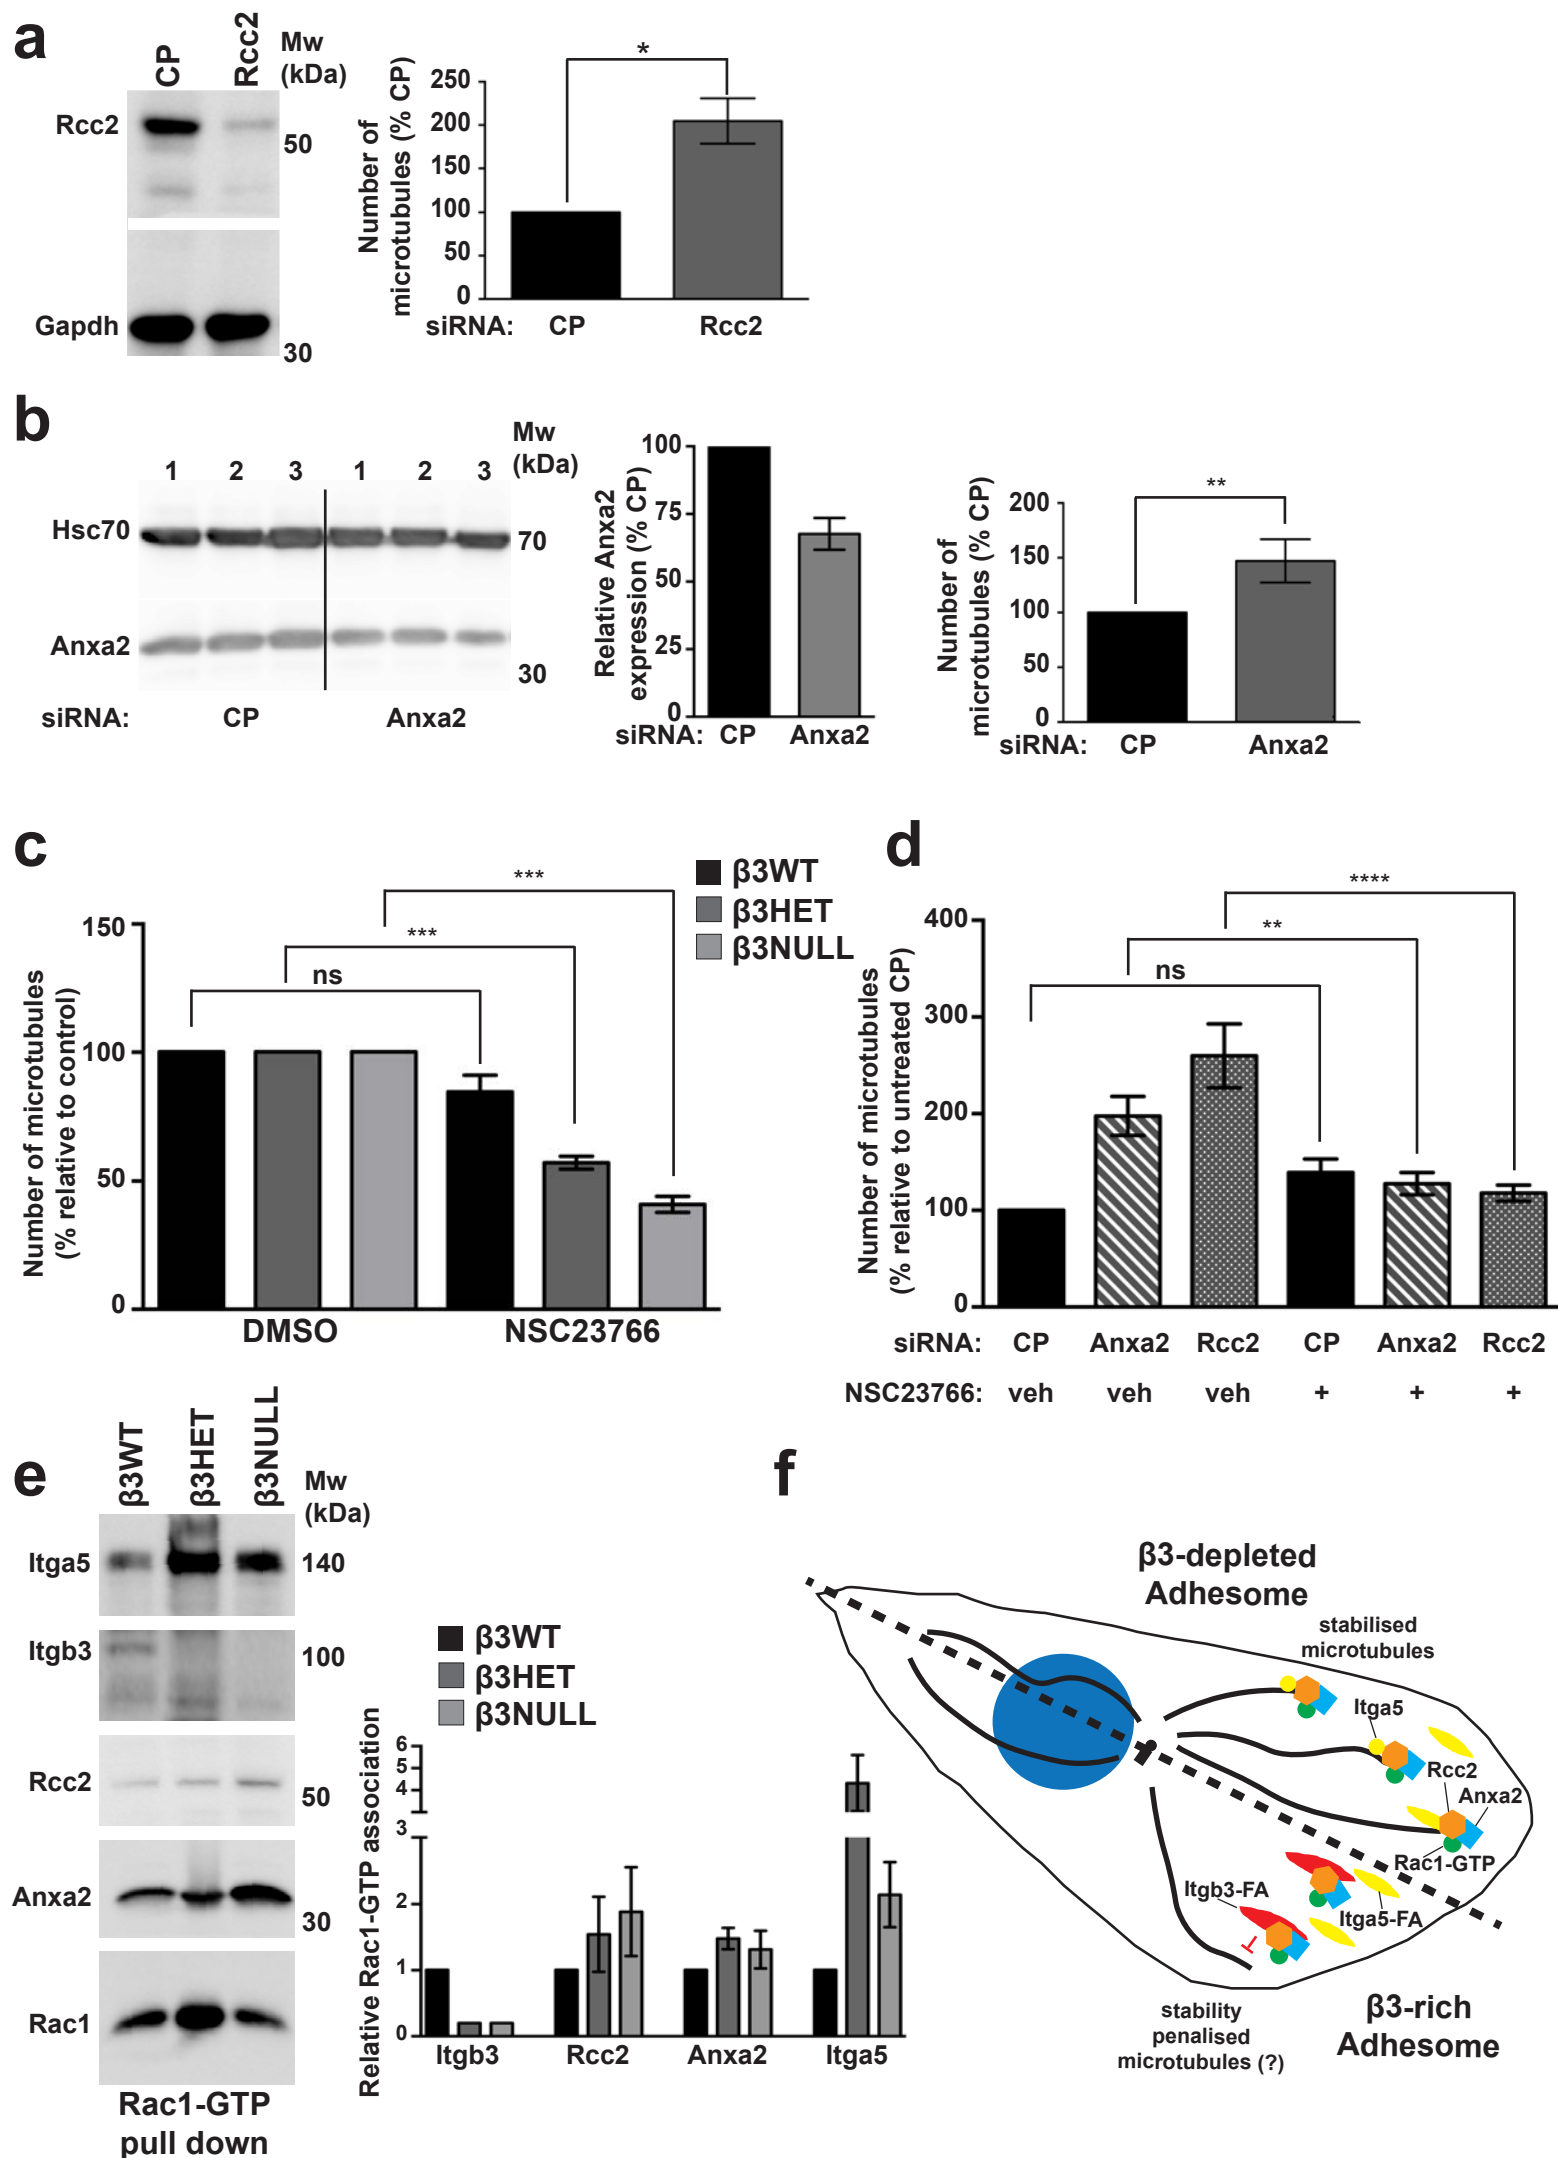 a
CP
Rcc2
Mw
(kDa)
Rcc2
50
Gapdh
30
Number of
microtubules (% CP)
250
200
150
100
50
0
*
siRNA: CP Rcc2
b
1 2 3 1 2 3
Mw
(kDa)
Hsc70
70
Anxa2
30
siRNA: CP Anxa2
Relative Anxa2
expression (% CP)
100
75
50
25
0
siRNA: CP Anxa2
Number of
microtubules (% CP)
200
150
100
50
0
**
siRNA: CP Anxa2
c
Number of microtubules
(% relative to control)
150
100
50
0
ns
***
***
β3WT
β3HET
β3NULL
DMSO NSC23766
d
Number of microtubules
(% relative to untreated CP)
400
300
200
100
0
ns
**
****
siRNA: CP Anxa2 Rcc2 CP Anxa2 Rcc2
NSC23766: veh veh veh + + +
e
β3WT
β3HET
β3NULL
Mw
(kDa)
Itga5
140
Itgb3
100
Rcc2
50
Anxa2
30
Rac1
Rac1-GTP
pull down
β3WT
β3HET
β3NULL
Relative Rac1-GTP association
6
5
4
3
2
1
0
Itgb3 Rcc2 Anxa2 Itga5
f
β3-depleted
Adhesome
stabilised
microtubules
Itga5
Rcc2
Anxa2
Rac1-GTP
Itgb3-FA
Itga5-FA
stability
penalised
microtubules (?)
β3-rich
Adhesome